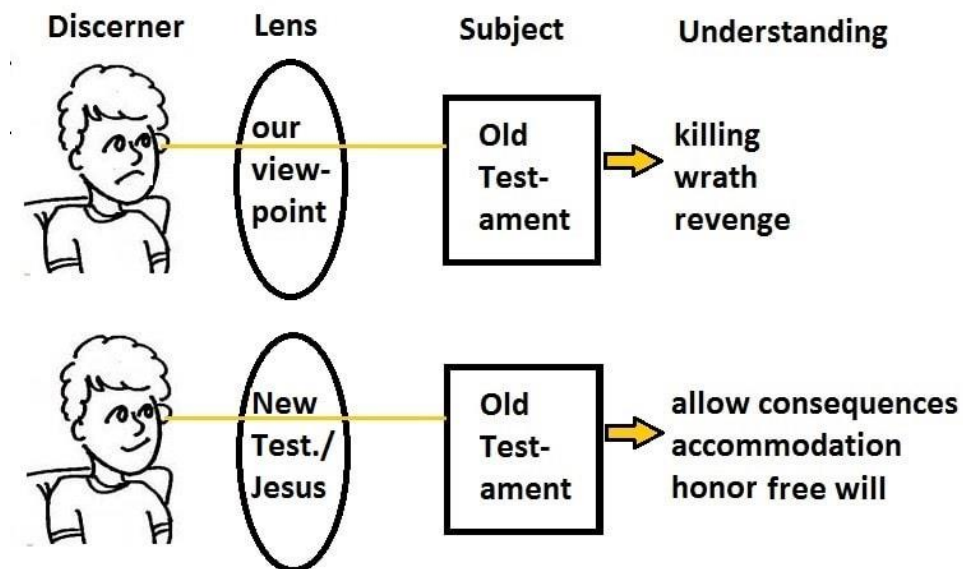 Discerner Lens Subject Understanding
our
view-
point
Old
Test-
ament
killing
wrath
revenge
New
Test./
Jesus
Old
Test-
ament
allow consequences
accommodation
honor free will